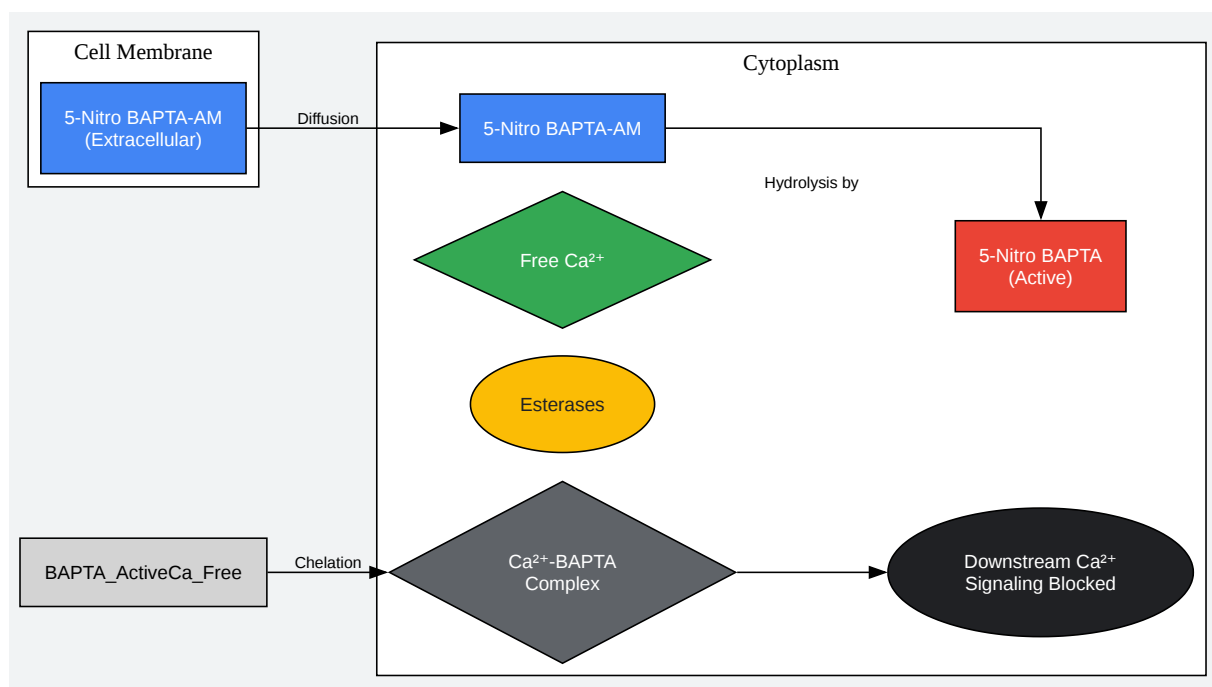 Cell Membrane
5-Nitro BAPTA-AM
(Extracellular)
Diffusion
Cytoplasm
5-Nitro BAPTA-AM
Hydrolysis by
5-Nitro BAPTA
(Active)
Free Ca²⁺
Esterases
BAPTA_ActiveCa_Free
Chelation
Ca²⁺-BAPTA
Complex
Downstream Ca²⁺
Signaling Blocked